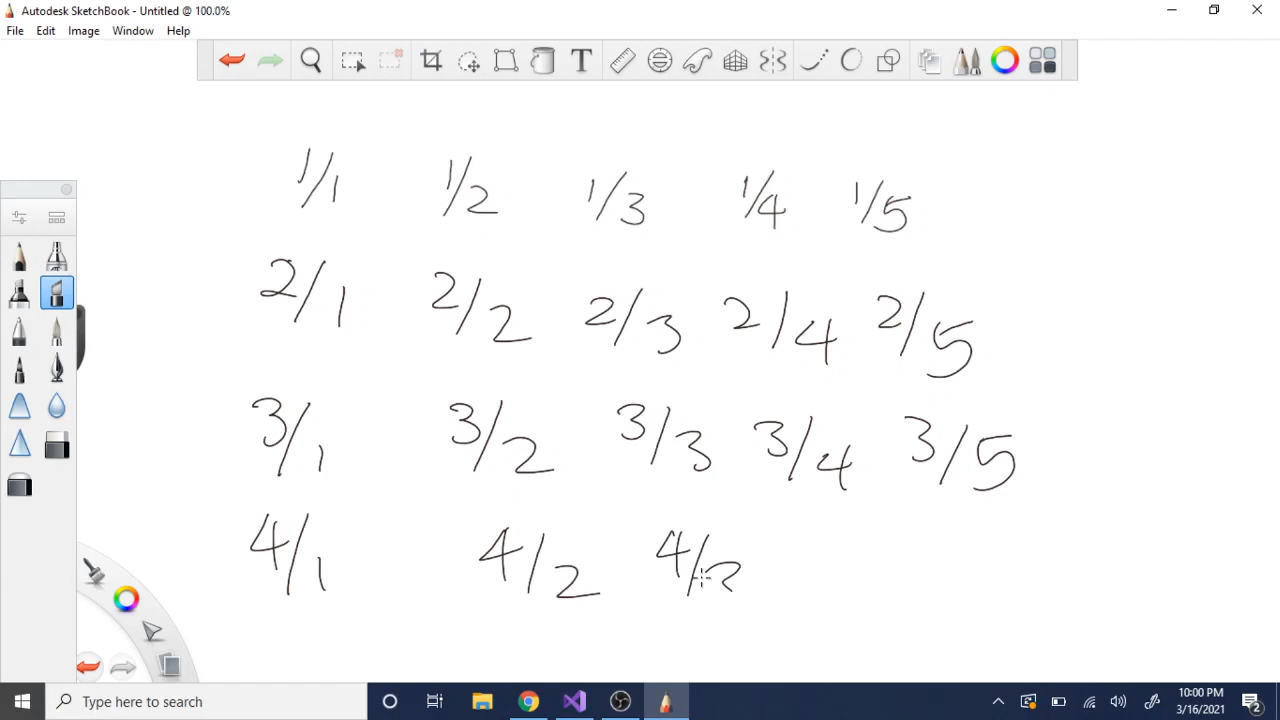 Autodesk SketchBook - Untitled @ 100.0%
File Edit Image Window Help
T
1/1 1/2 1/3 1/4 1/5
2/1 2/2 2/3 2/4 2/5
3/1 3/2 3/3 3/4 3/5
4/1 4/2
Type here to search
10:00 PM
3/16/2021
2